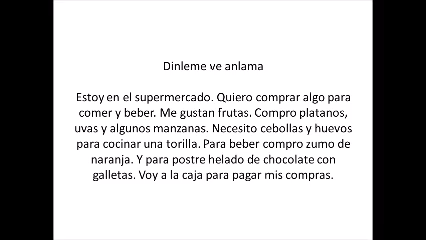 Dinleme ve anlama
Estoy en el supermercado. Quiero comprar algo para
comer y beber. Me gustan frutas. Compro platanos,
uvas y algunos manzanas. Necesito cebollas y huevos
para cocinar una torilla. Para beber compro zumo de
naranja. Y para postre helado de chocolate con
galletas. Voy a la caja para pagar mis compras.